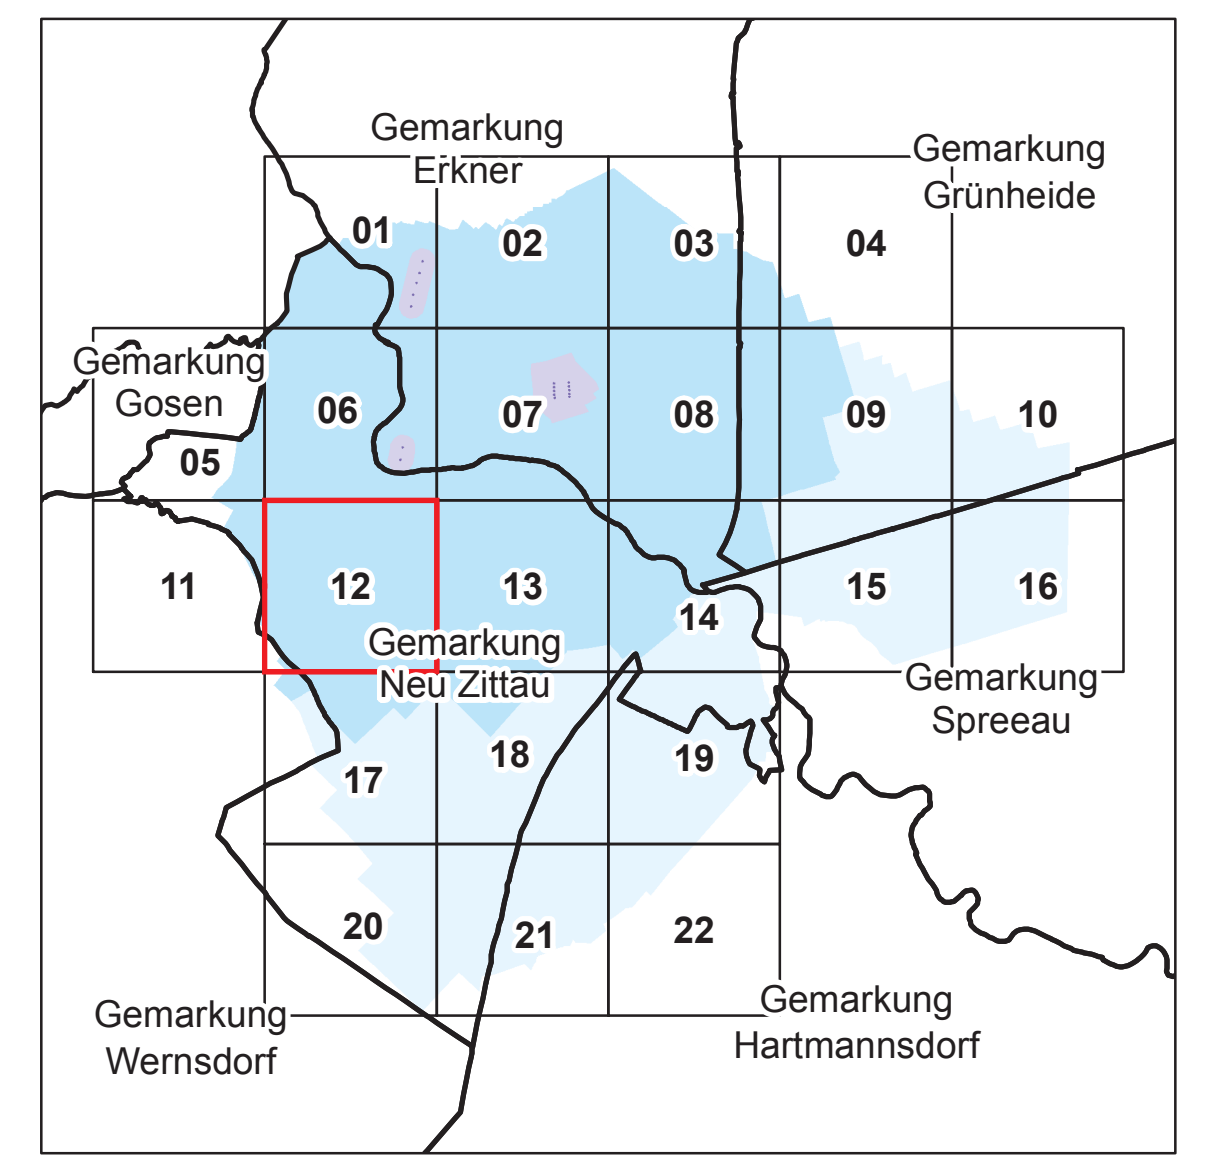 Gemarkung
Erkner
Gemarkung
Grünheide
01
02
03
04
Gemarkung
Gosen
05
06
07
08
09
10
11
12
13
14
15
16
Gemarkung
Neu Zittau
Gemarkung
Spreeau
17
18
19
20
21
22
Gemarkung
Wernsdorf
Gemarkung
Hartmannsdorf